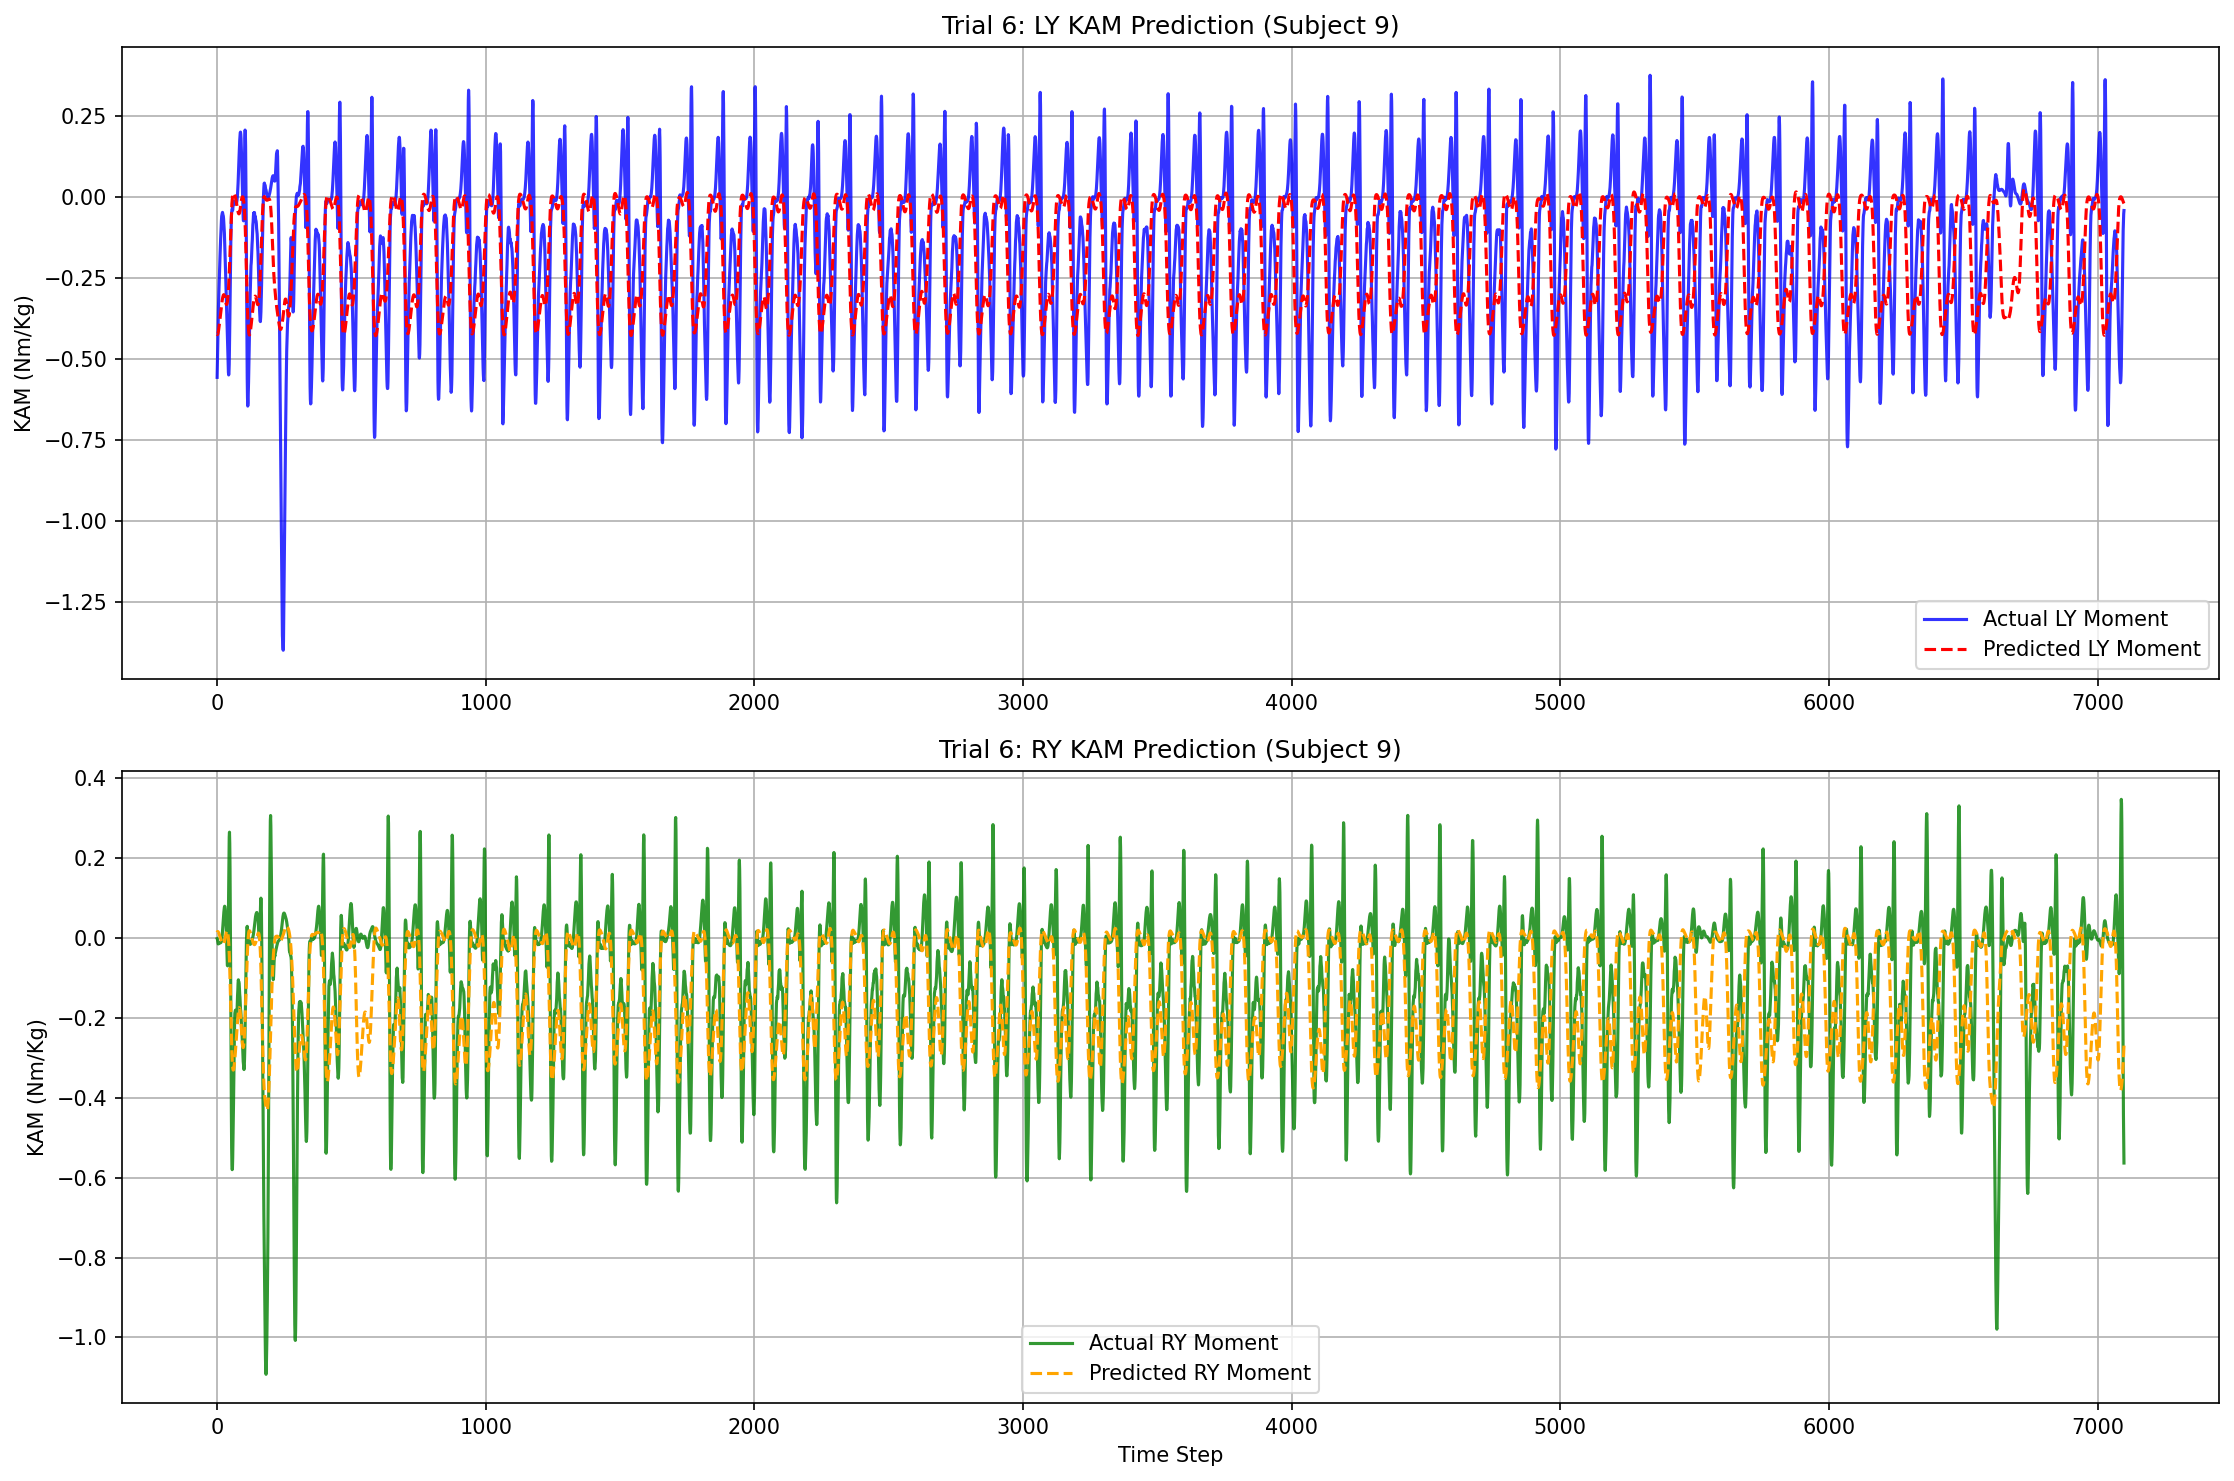 Trial 6: LY KAM Prediction (Subject 9)
KAM (Nm/Kg)
0.25
0.00
−0.25
−0.50
−0.75
−1.00
−1.25
Actual LY Moment
Predicted LY Moment
0 1000 2000 3000 4000 5000 6000 7000
Trial 6: RY KAM Prediction (Subject 9)
KAM (Nm/Kg)
0.4
0.2
0.0
−0.2
−0.4
−0.6
−0.8
−1.0
Actual RY Moment
Predicted RY Moment
0 1000 2000 3000 4000 5000 6000 7000
Time Step